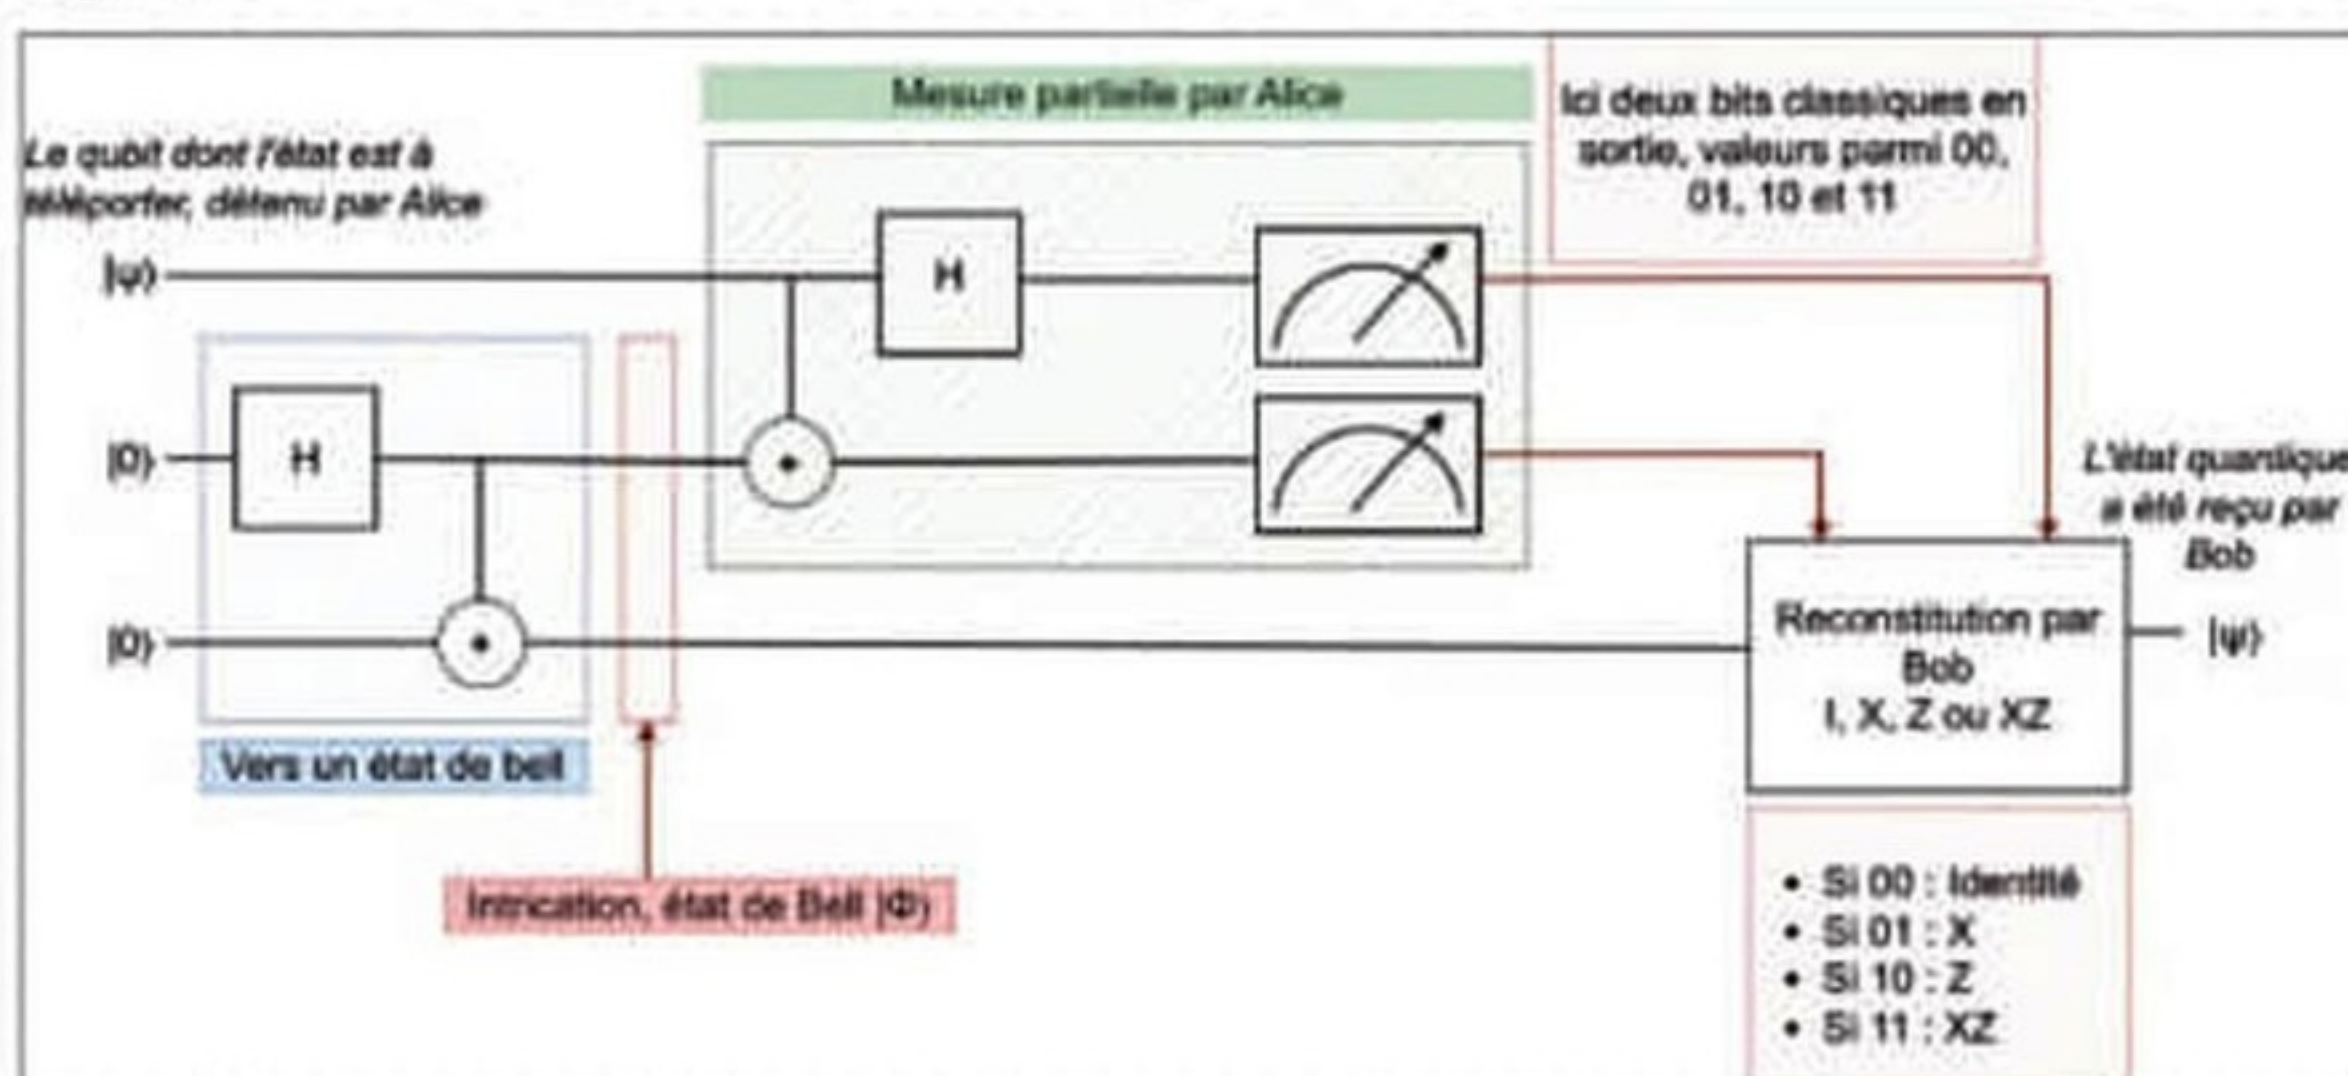 Mesure partielle par Alice
Ici deux bits classiques en
sortie, valeurs parmi 00,
01, 10 et 11
Le qubit dont l'état est à
téléporter, détenu par Alice
|ψ⟩
H
|0⟩
H
|0⟩
L'état quantique
a été reçu par
Bob
Reconstitution par
Bob
I, X, Z ou XZ
|ψ⟩
Vers un état de bell
Intrication, état de Bell |Φ⟩
• Si 00 : Identité
• Si 01 : X
• Si 10 : Z
• Si 11 : XZ